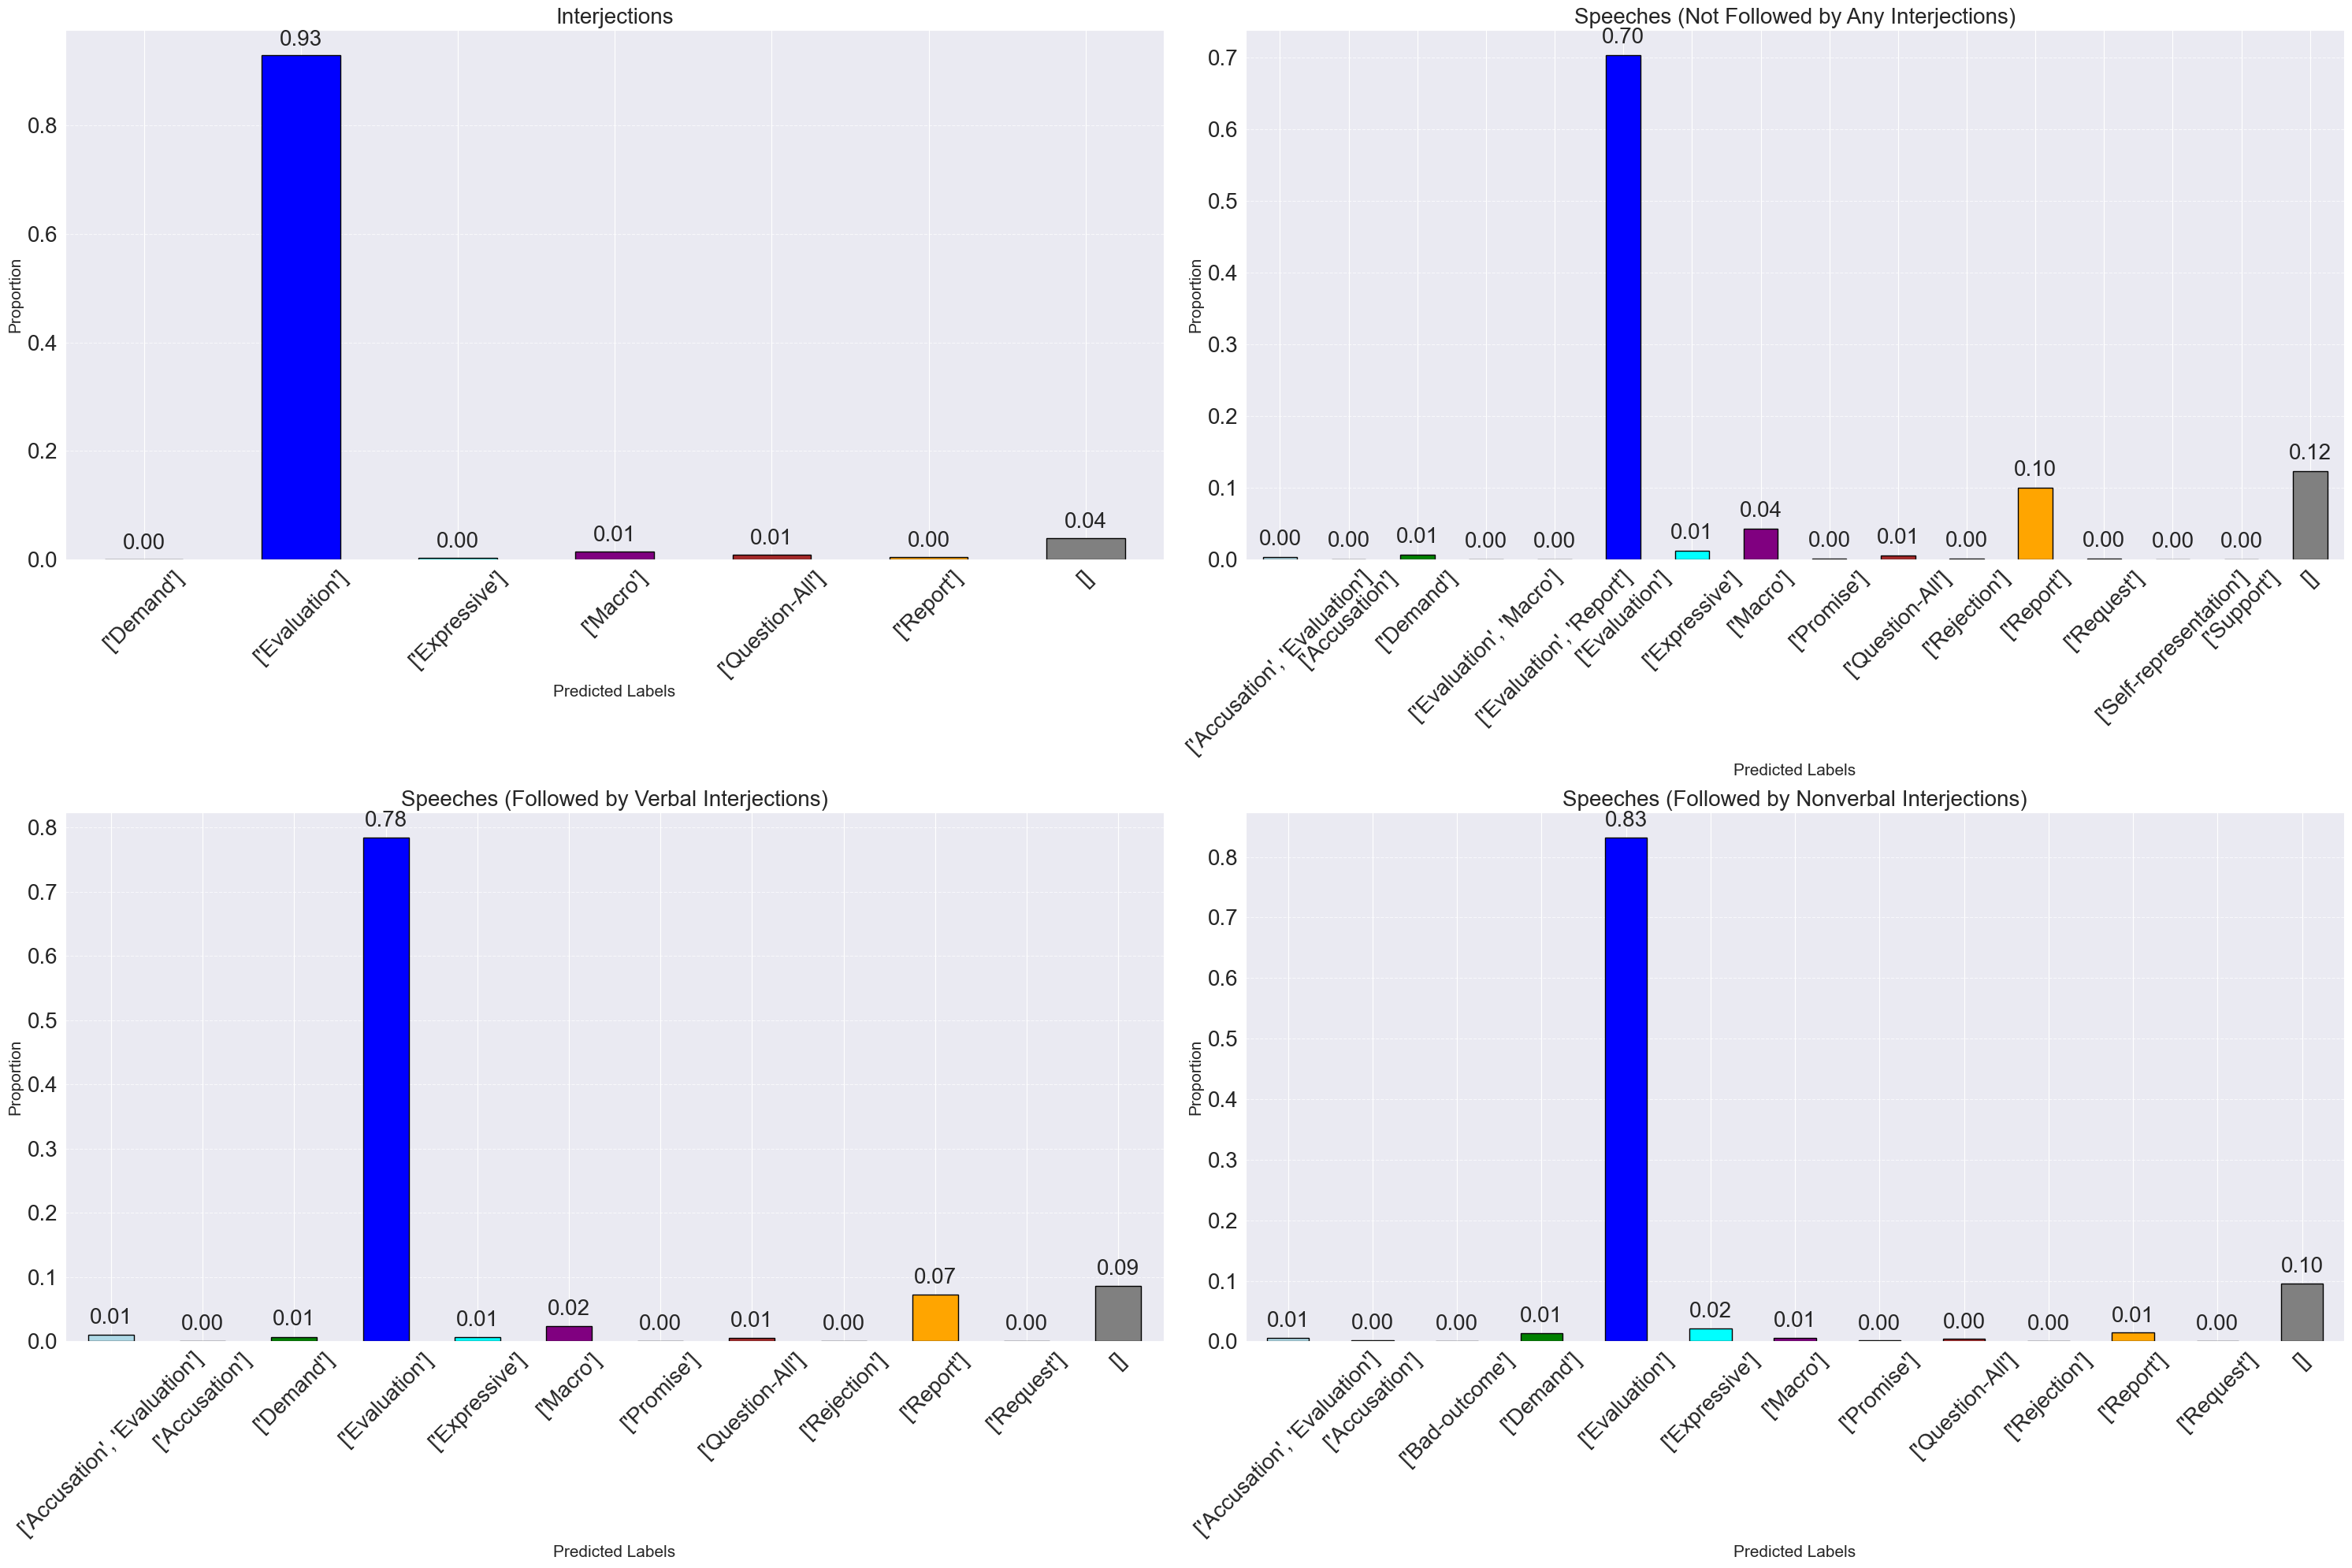 Interjections
Proportion
0.8
0.6
0.4
0.2
0.0
0.00
0.93
0.00
0.01
0.01
0.00
0.04
['Demand']
['Evaluation']
['Expressive']
['Macro']
['Question-All']
['Report']
[]
Predicted Labels
Speeches (Not Followed by Any Interjections)
Proportion
0.7
0.6
0.5
0.4
0.3
0.2
0.1
0.0
0.00
0.00
0.01
0.00
0.00
0.70
0.01
0.04
0.00
0.01
0.00
0.10
0.00
0.00
0.00
0.12
['Accusation', 'Evaluation']
['Accusation']
['Demand']
['Evaluation', 'Macro']
['Evaluation', 'Report']
['Evaluation']
['Expressive']
['Macro']
['Promise']
['Question-All']
['Rejection']
['Report']
['Request']
['Self-representation']
['Support']
[]
Predicted Labels
Speeches (Followed by Verbal Interjections)
Proportion
0.8
0.7
0.6
0.5
0.4
0.3
0.2
0.1
0.0
0.01
0.00
0.01
0.78
0.01
0.02
0.00
0.01
0.00
0.07
0.00
0.09
['Accusation', 'Evaluation']
['Accusation']
['Demand']
['Evaluation']
['Expressive']
['Macro']
['Promise']
['Question-All']
['Rejection']
['Report']
['Request']
[]
Predicted Labels
Speeches (Followed by Nonverbal Interjections)
Proportion
0.8
0.7
0.6
0.5
0.4
0.3
0.2
0.1
0.0
0.01
0.00
0.00
0.01
0.83
0.02
0.01
0.00
0.00
0.00
0.01
0.00
0.10
['Accusation', 'Evaluation']
['Accusation']
['Bad-outcome']
['Demand']
['Evaluation']
['Expressive']
['Macro']
['Promise']
['Question-All']
['Rejection']
['Report']
['Request']
[]
Predicted Labels